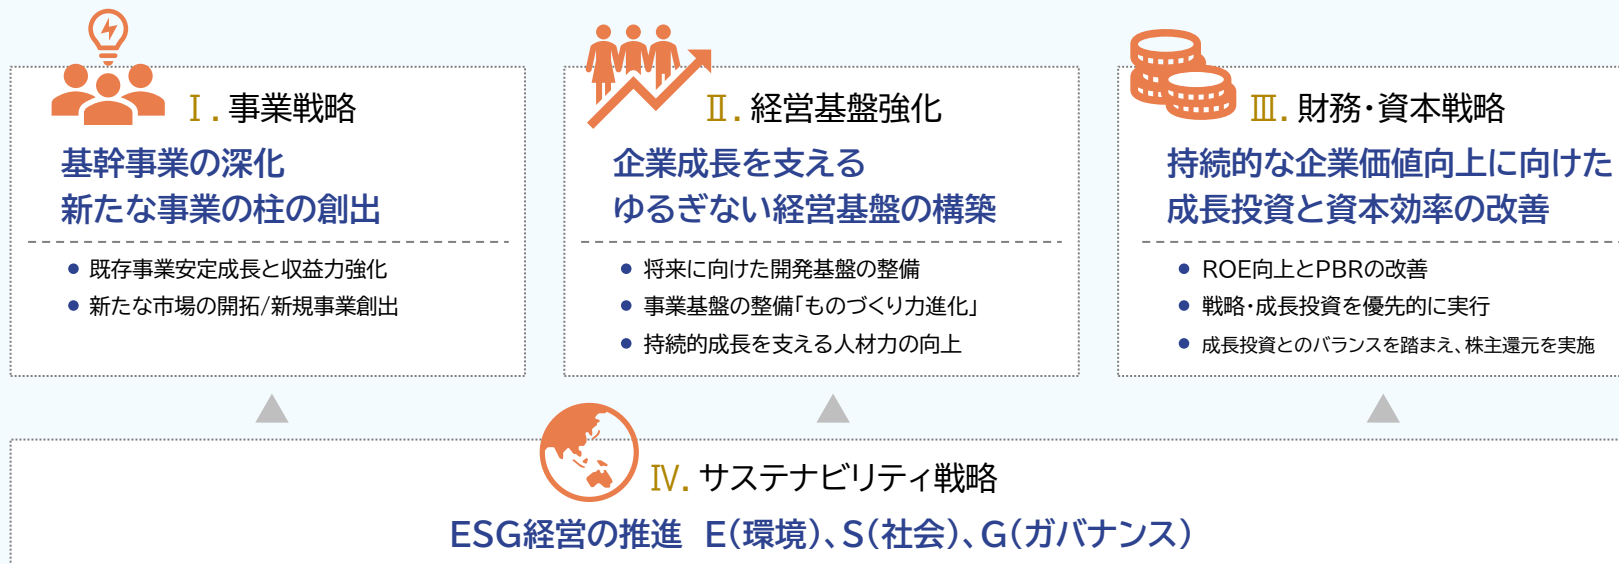 Ⅰ. 事業戦略
基幹事業の深化
新たな事業の柱の創出
● 既存事業安定成長と収益力強化
● 新たな市場の開拓/新規事業創出
Ⅱ. 経営基盤強化
企業成長を支える
ゆるぎない経営基盤の構築
● 将来に向けた開発基盤の整備
● 事業基盤の整備「ものづくり力進化」
● 持続的成長を支える人材力の向上
Ⅲ. 財務・資本戦略
持続的な企業価値向上に向けた
成長投資と資本効率の改善
● ROE向上とPBRの改善
● 戦略・成長投資を優先的に実行
● 成長投資とのバランスを踏まえ、株主還元を実施
Ⅳ. サステナビリティ戦略
ESG経営の推進 E(環境)、S(社会)、G(ガバナンス)